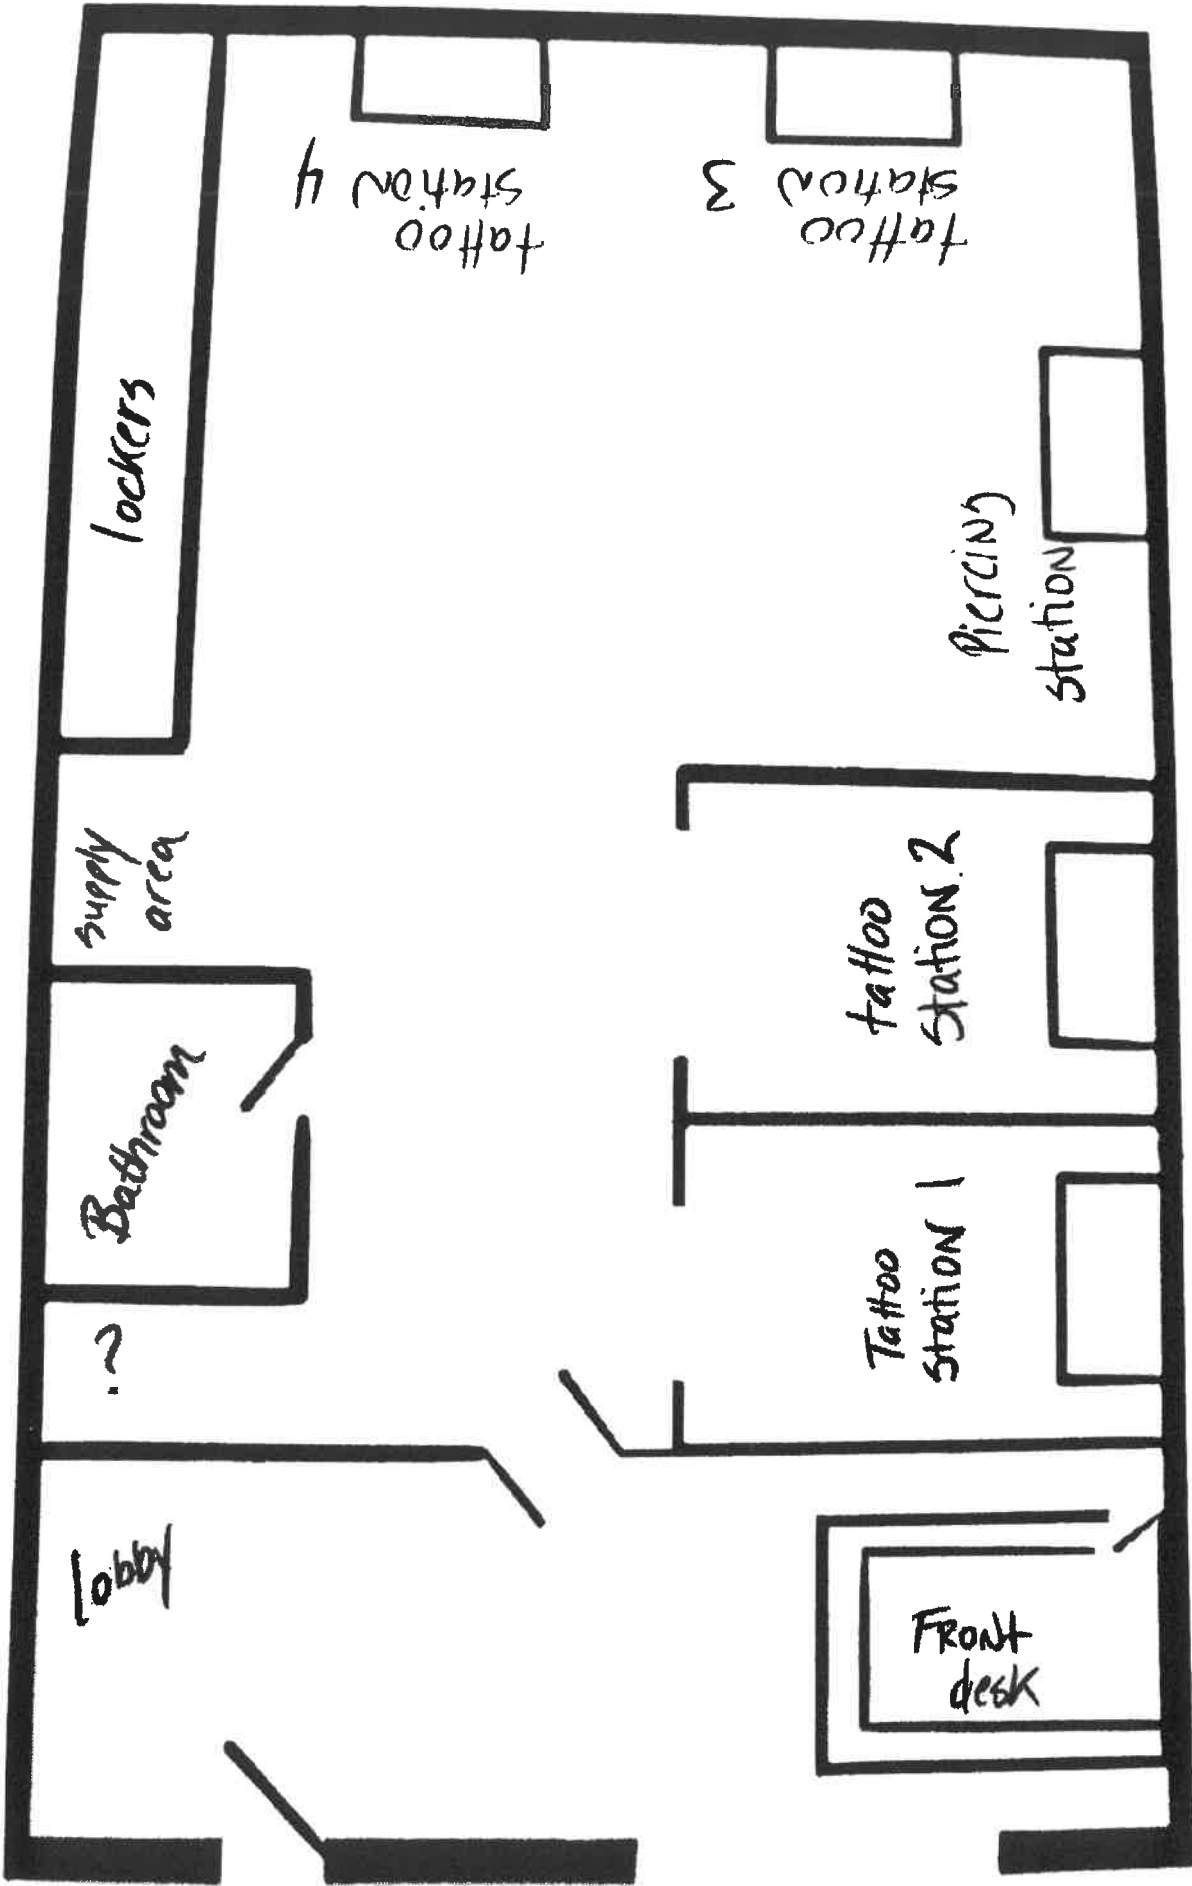 tattoo
station 4
tattoo
station 3
lockers
Piercing
station
supply
area
tattoo
Station 2
Bathroom
Tattoo
Station 1
?
lobby
FRONt
desk